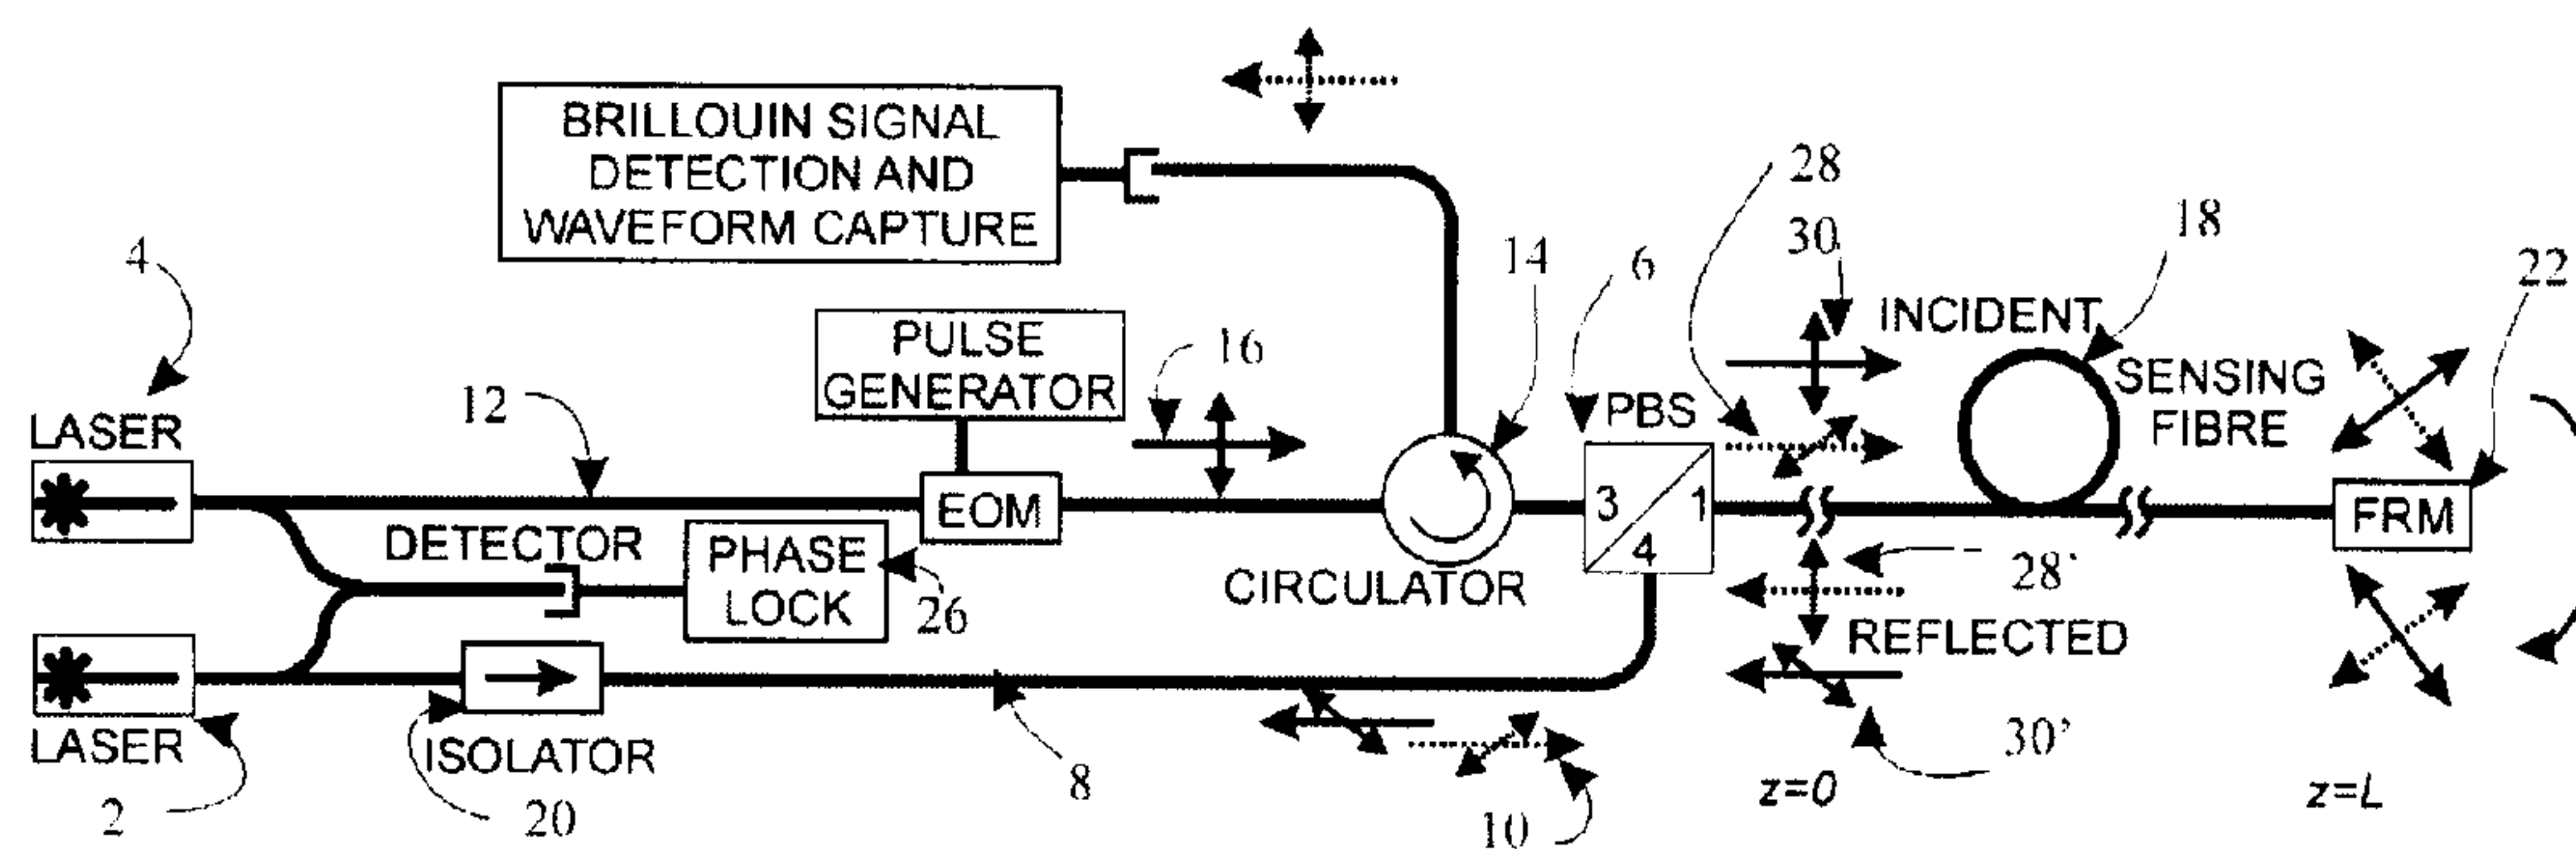 BRILLOUIN SIGNAL
DETECTION AND
WAVEFORM CAPTURE
28
30
18
14
6
22
4
INCIDENT
PULSE
GENERATOR
16
SENSING
FIBRE
PBS
12
LASER
EOM
3
1
4
FRM
DETECTOR
PHASE
LOCK
26
CIRCULATOR
28'
REFLECTED
LASER
ISOLATOR
2
20
8
10
30'
z=0
z=L